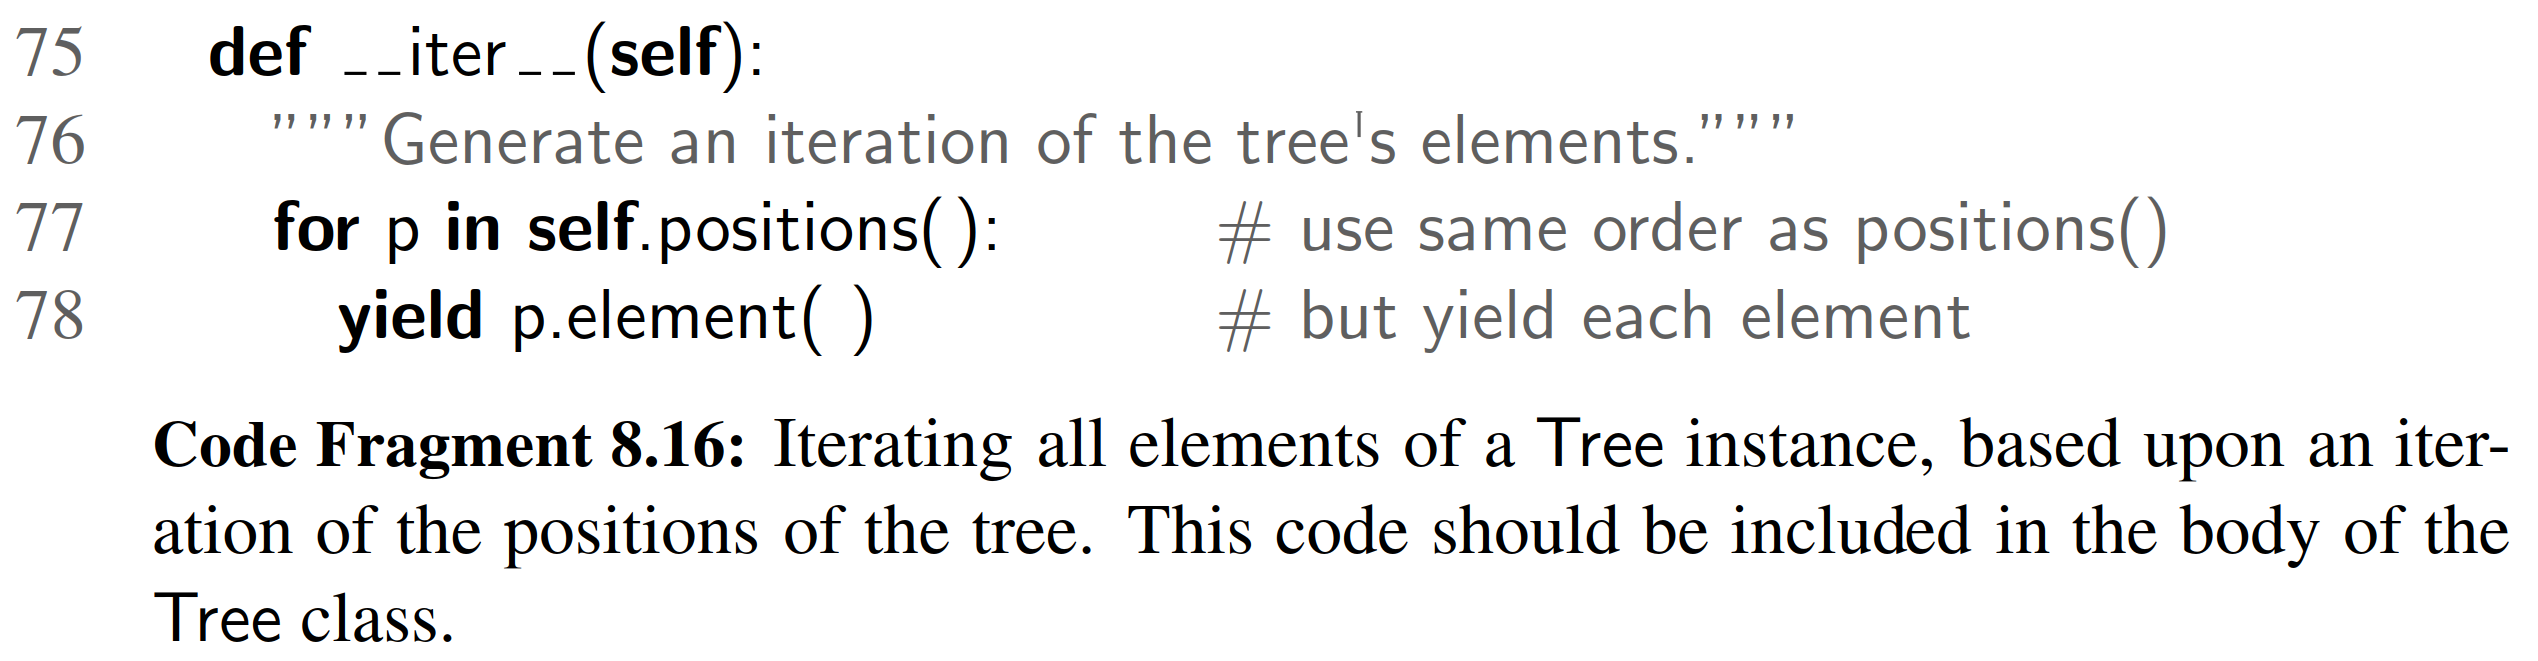 75 def __iter__(self):
76 """Generate an iteration of the tree's elements."""
77 for p in self.positions(): # use same order as positions()
78 yield p.element( ) # but yield each element
Code Fragment 8.16: Iterating all elements of a Tree instance, based upon an iter-
ation of the positions of the tree. This code should be included in the body of the
Tree class.